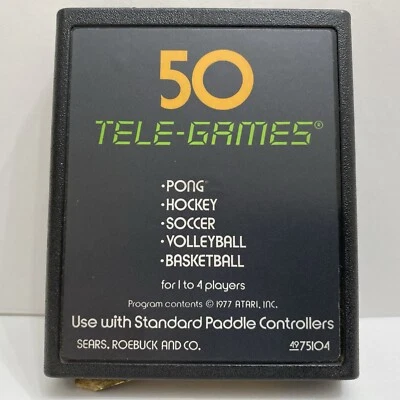 50
TELE-GAMES®
•PONG®
•HOCKEY
•SOCCER
•VOLLEYBALL
•BASKETBALL
for 1 to 4 players
Program contents © 1977 ATARI, INC.
Use with Standard Paddle Controllers
SEARS, ROEBUCK AND CO. 49 75104